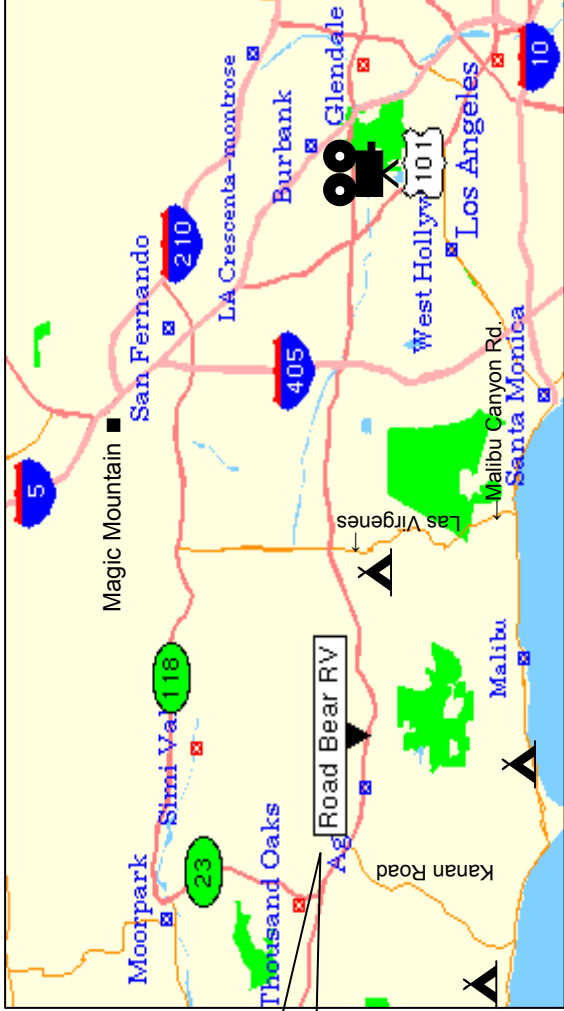 5
Magic Mountain
San Fernando
210
LA Crescenta-montrose
Burbank
Glendale
118
Simi Val
405
Moorpark
23
Thousand Oaks
Road Bear RV
Ag
Las Virgenes
→
101
West Hollyw
Los Angeles
10
←Malibu Canyon Rd.
Santa Monica
Malibu
Kanan Road